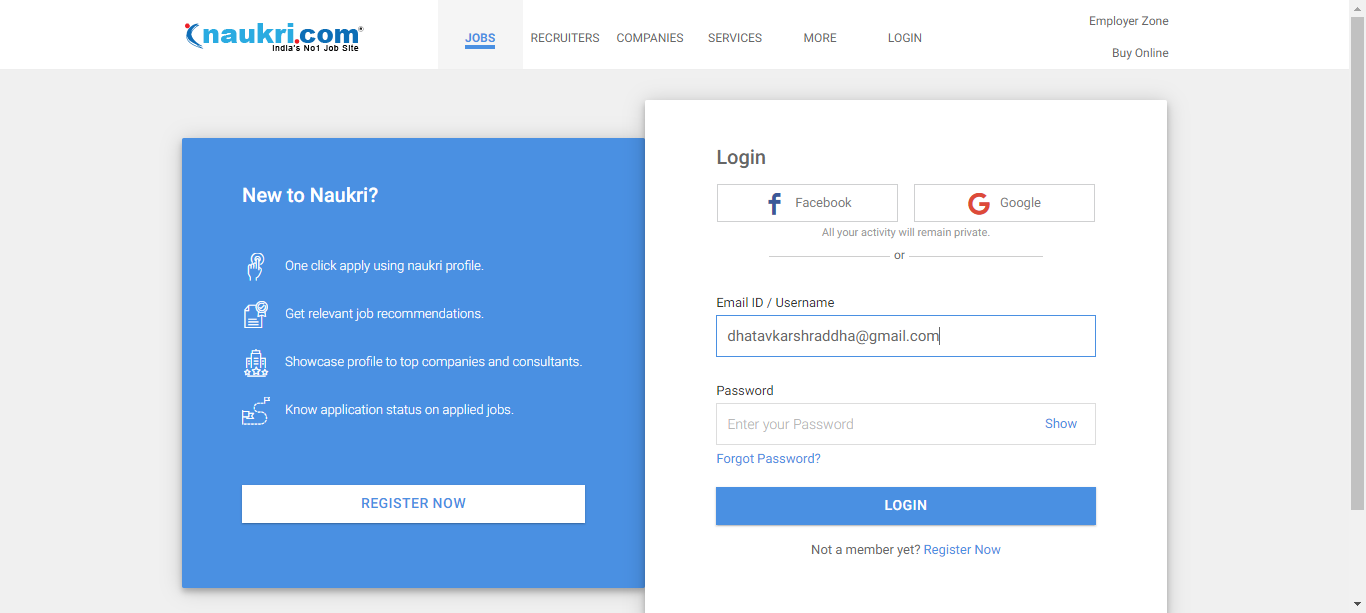 naukri.com
India's No1 Job Site
JOBS
RECRUITERS
COMPANIES
SERVICES
MORE
LOGIN
Employer Zone
Buy Online
New to Naukri?
One click apply using naukri profile.
Get relevant job recommendations.
Showcase profile to top companies and consultants.
Know application status on applied jobs.
REGISTER NOW
Login
Facebook
Google
All your activity will remain private.
or
Email ID / Username
dhatavkarshraddha@gmail.com
Password
Enter your Password
Show
Forgot Password?
LOGIN
Not a member yet? Register Now